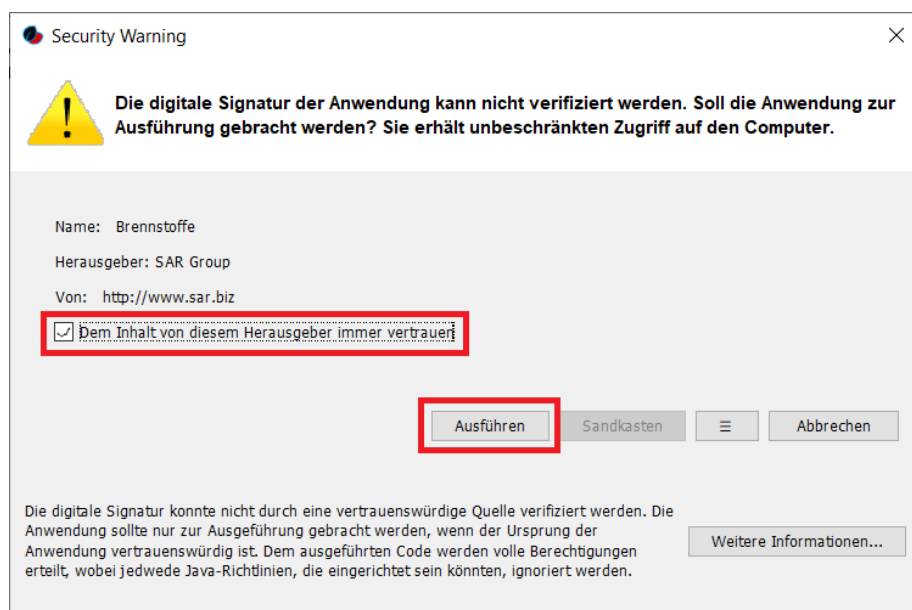 Security Warning
Die digitale Signatur der Anwendung kann nicht verifiziert werden. Soll die Anwendung zur
Ausführung gebracht werden? Sie erhält unbeschränkten Zugriff auf den Computer.
Name: Brennstoffe
Herausgeber: SAR Group
Von: http://www.sar.biz
Dem Inhalt von diesem Herausgeber immer vertrauen
Ausführen Sandkasten ☰ Abbrechen
Die digitale Signatur konnte nicht durch eine vertrauenswürdige Quelle verifiziert werden. Die
Anwendung sollte nur zur Ausgeführung gebracht werden, wenn der Ursprung der
Anwendung vertrauenswürdig ist. Dem ausgeführten Code werden volle Berechtigungen
erteilt, wobei jedwede Java-Richtlinien, die eingerichtet sein könnten, ignoriert werden.
Weitere Informationen...